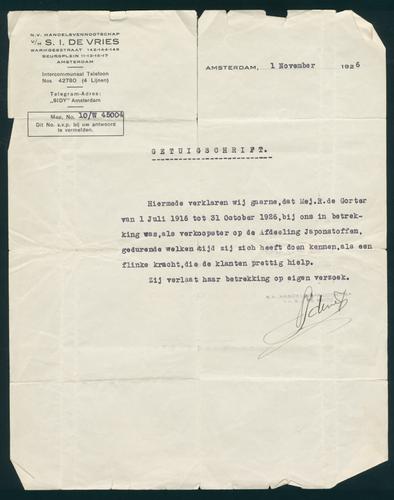 N.V. HANDELSVENNOOTSCHAP
V/H S. I. DE VRIES
WARMOESSTRAAT 142-144-146
BEURSPLEIN 11-13-15-17
AMSTERDAM
Intercommunaal Telefoon
Nos 42780 (4 Lijnen)
Telegram-Adres:
„SIDY” Amsterdam
Mag. No. 10/W 45004
Dit No. s.v.p. bij uw antwoord
te vermelden.
AMSTERDAM, 1 November 1926
GETUIGSCHRIFT.
Hiermede verklaren wij gaarne,dat Mej.R.de Gorter
van 1 Juli 1916 tot 31 October 1926,bij ons in betrek-
king was,als verkoopster op de Afdeeling Japonstoffen,
gedurende welken tijd zij zich heeft doen kennen,als een
flinke kracht,die de klanten prettig hielp.
Zij verlaat haar betrekking op eigen verzoek.